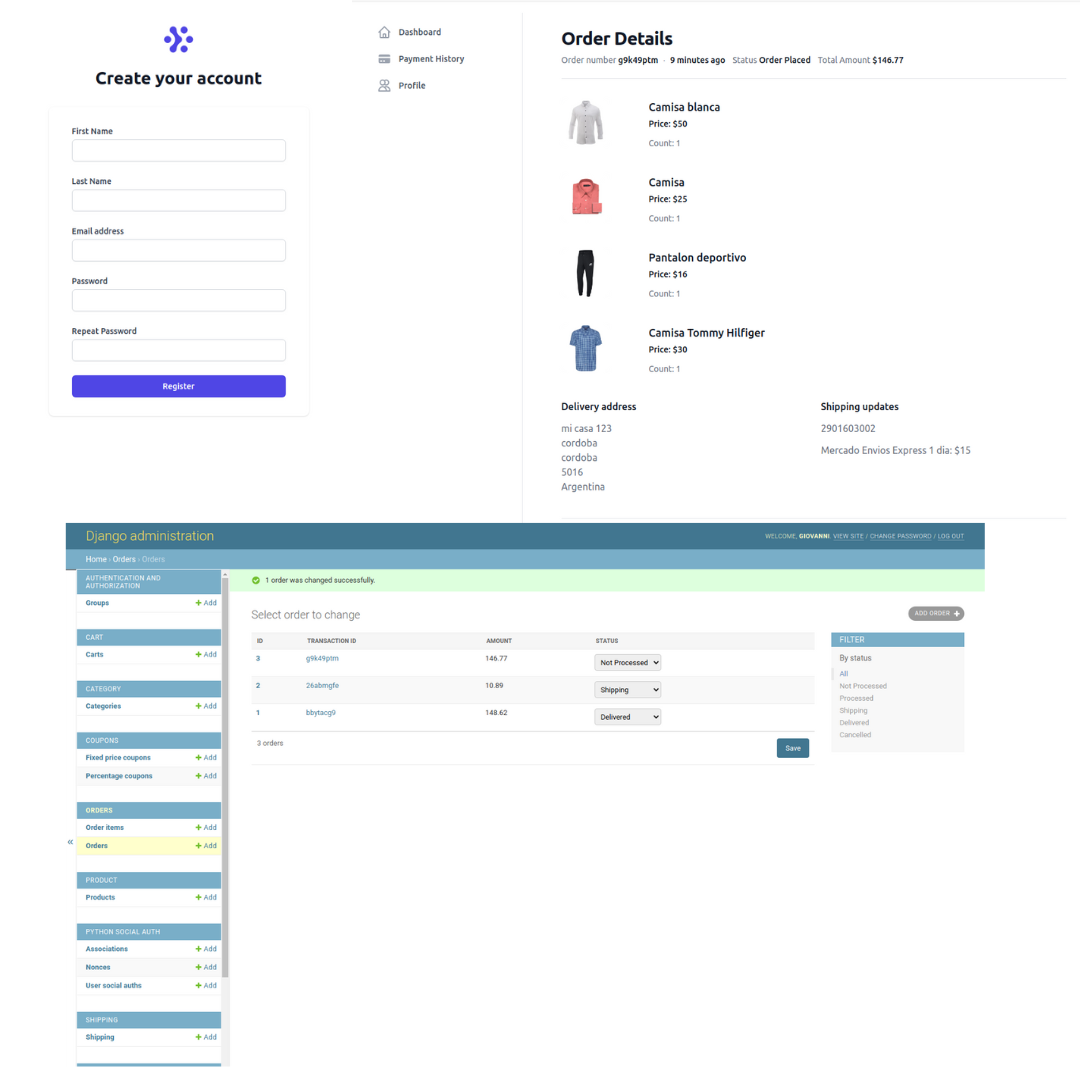 Create your account
First Name
Last Name
Email address
Password
Repeat Password
Register
Dashboard
Payment History
Profile
Order Details
Order number g9k49ptm · 9 minutes ago Status Order Placed Total Amount $146.77
Camisa blanca
Price: $50
Count: 1
Camisa
Price: $25
Count: 1
Pantalon deportivo
Price: $16
Count: 1
Camisa Tommy Hilfiger
Price: $30
Count: 1
Delivery address
mi casa 123
cordoba
cordoba
5016
Argentina
Shipping updates
2901603002
Mercado Envios Express 1 dia: $15
Django administration
WELCOME, GIOVANNI. VIEW SITE / CHANGE PASSWORD / LOG OUT
Home › Orders › Orders
AUTHENTICATION AND
AUTHORIZATION
Groups + Add
CART
Carts + Add
CATEGORY
Categories + Add
COUPONS
Fixed price coupons + Add
Percentage coupons + Add
ORDERS
Order items + Add
Orders + Add
PRODUCT
Products + Add
PYTHON SOCIAL AUTH
Associations + Add
Nonces + Add
User social auths + Add
SHIPPING
Shipping + Add
«
1 order was changed successfully.
Select order to change
ADD ORDER +
ID TRANSACTION ID AMOUNT STATUS
3 g9k49ptm 146.77 Not Processed
2 26abmgfe 10.89 Shipping
1 bbytacg9 148.62 Delivered
3 orders
Save
FILTER
By status
All
Not Processed
Processed
Shipping
Delivered
Cancelled